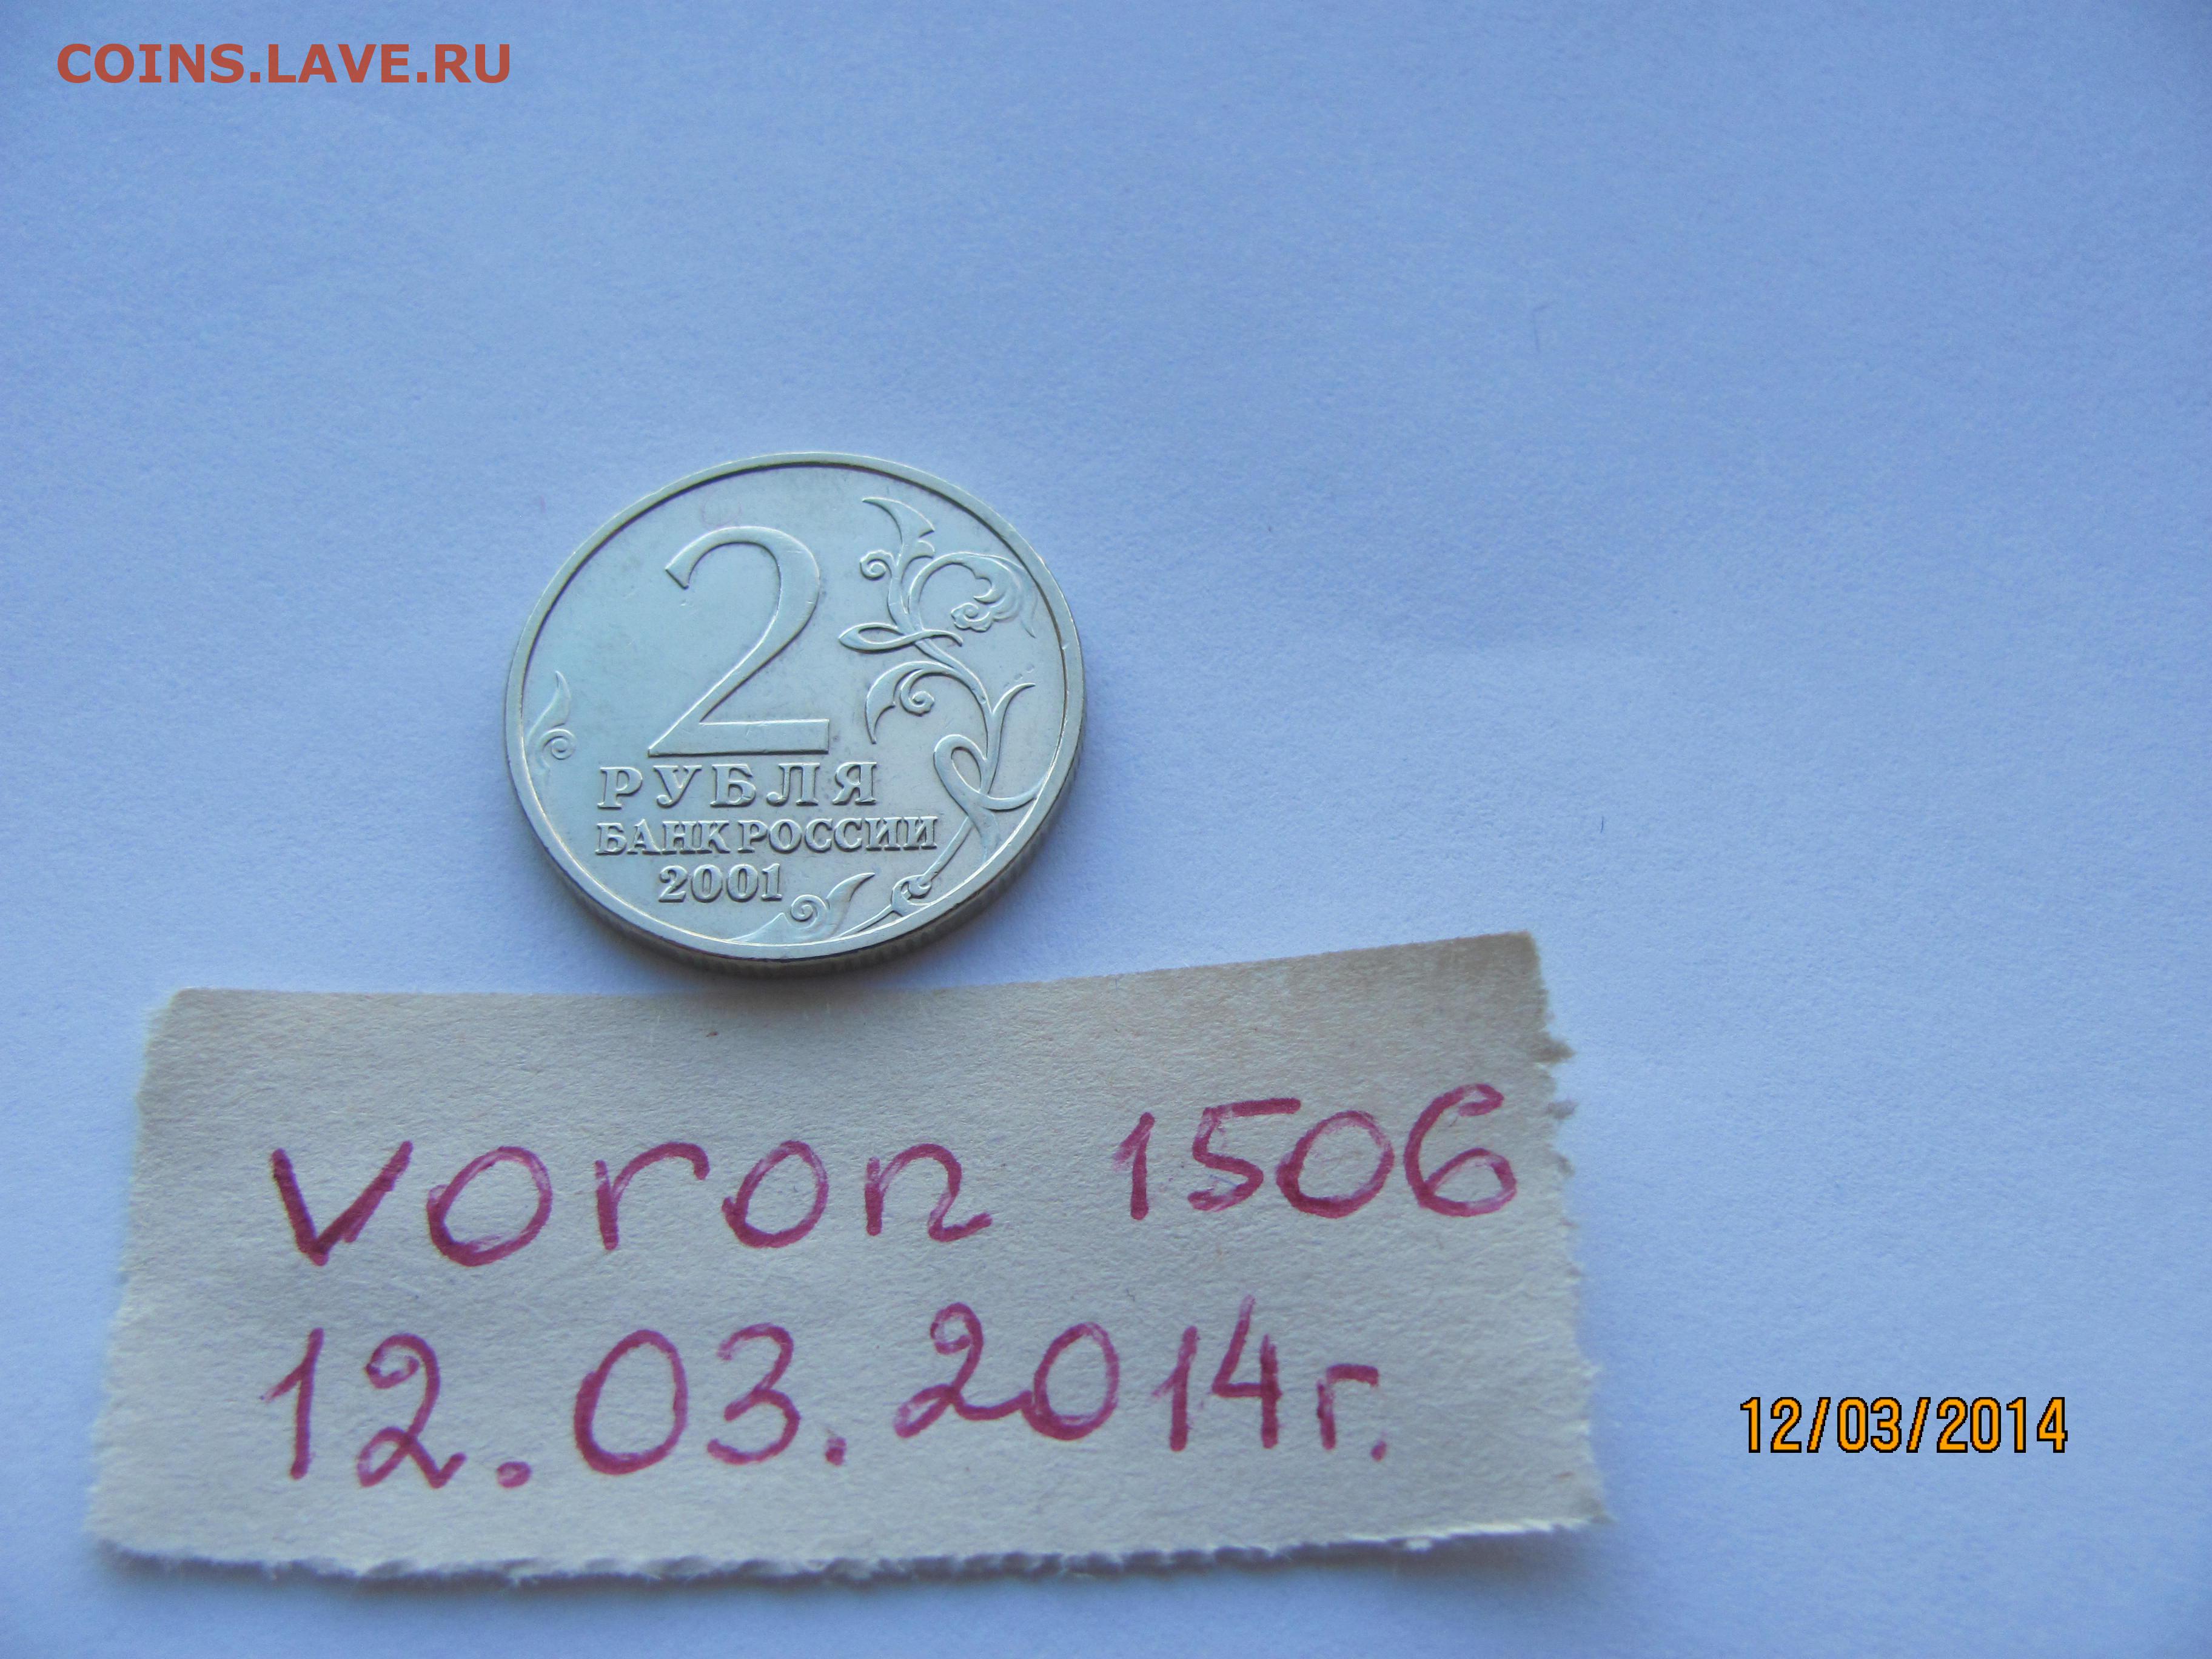 COINS.LAVE.RU
2
РУБЛЯ
БАНК РОССИИ
2001
voron 1506
12.03.2014г.
12/03/2014